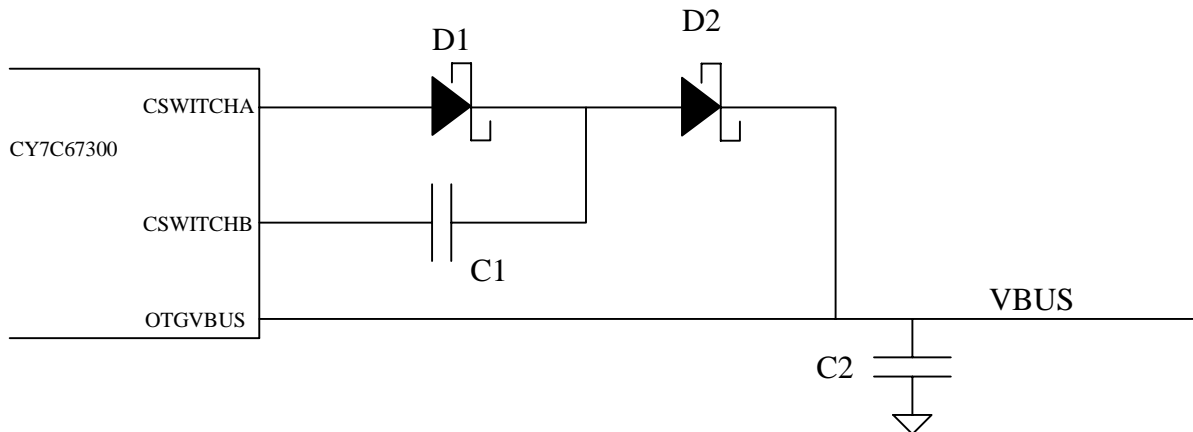 D1
D2
CSWITCHA
CY7C67300
CSWITCHB
C1
OTGVBUS
VBUS
C2